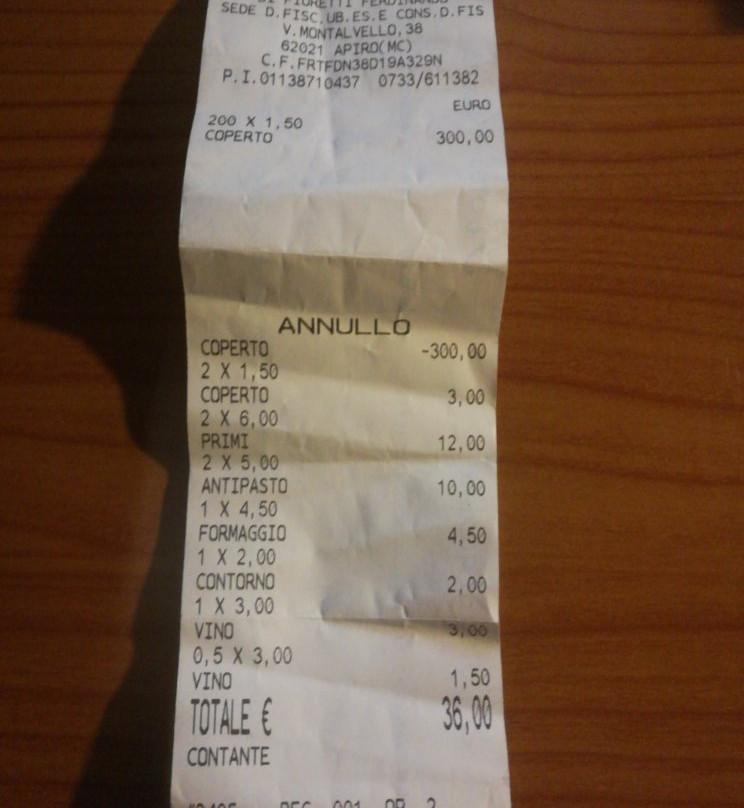 DI FIORETTI FERDINANDO
SEDE D.FISC.UB.ES.E CONS.D.FIS
V.MONTALVELLO,38
62021 APIRO(MC)
C.F.FRTFDN38D19A329N
P.I.01138710437 0733/611382
EURO
200 X 1,50
COPERTO 300,00
ANNULLO
COPERTO -300,00
2 X 1,50
COPERTO 3,00
2 X 6,00
PRIMI 12,00
2 X 5,00
ANTIPASTO 10,00
1 X 4,50
FORMAGGIO 4,50
1 X 2,00
CONTORNO 2,00
1 X 3,00
VINO 3,00
0,5 X 3,00
VINO 1,50
TOTALE € 36,00
CONTANTE